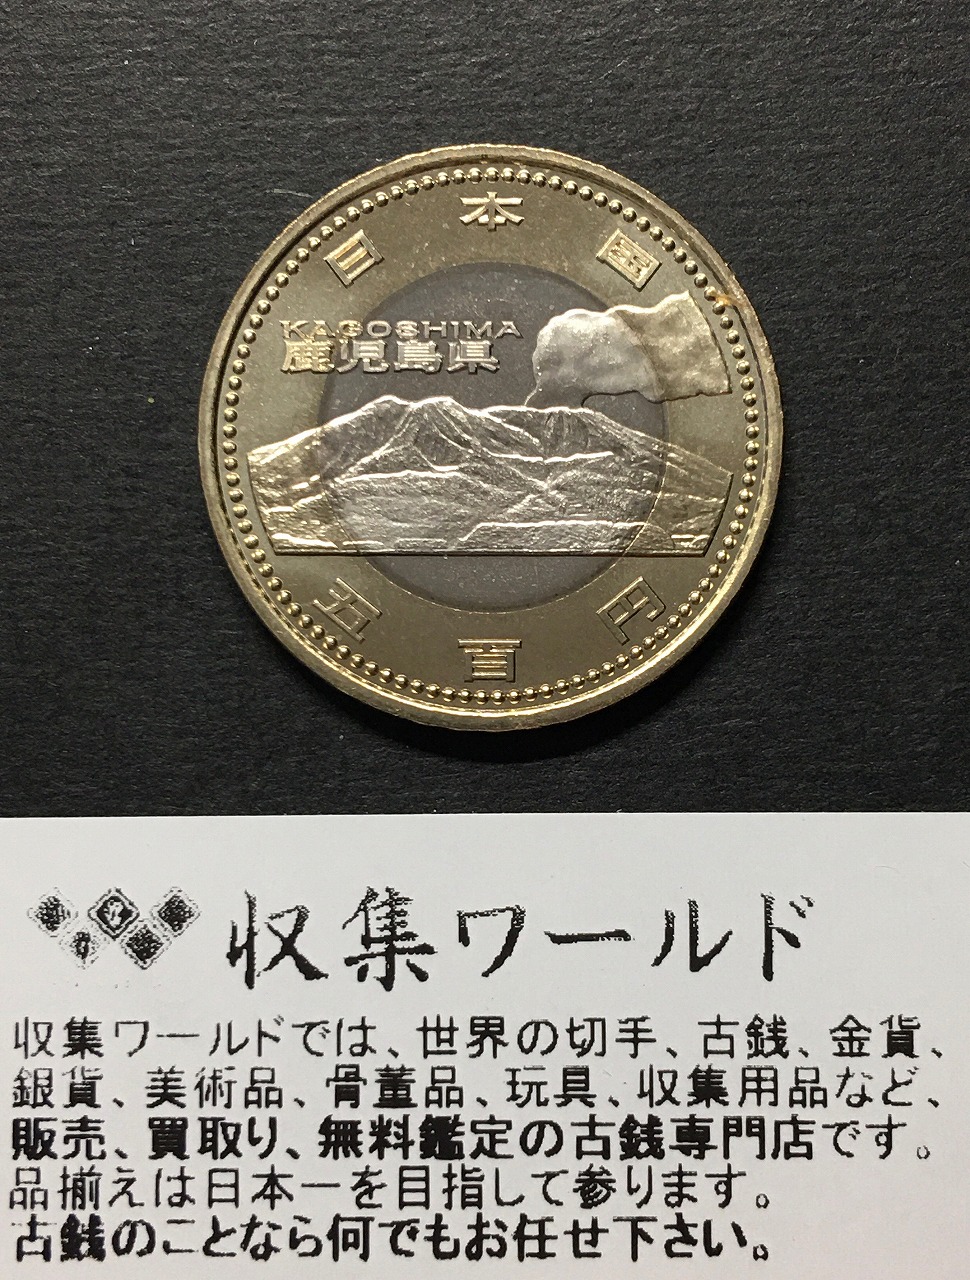 日本国
KAGOSHIMA
鹿児島県
五百円
収集ワールド
収集ワールドでは、世界の切手、古銭、金貨、
銀貨、美術品、骨董品、玩具、収集用品など、
販売、買取り、無料鑑定の古銭専門店です。
品揃えは日本一を目指して参ります。
古銭のことなら何でもお任せ下さい。